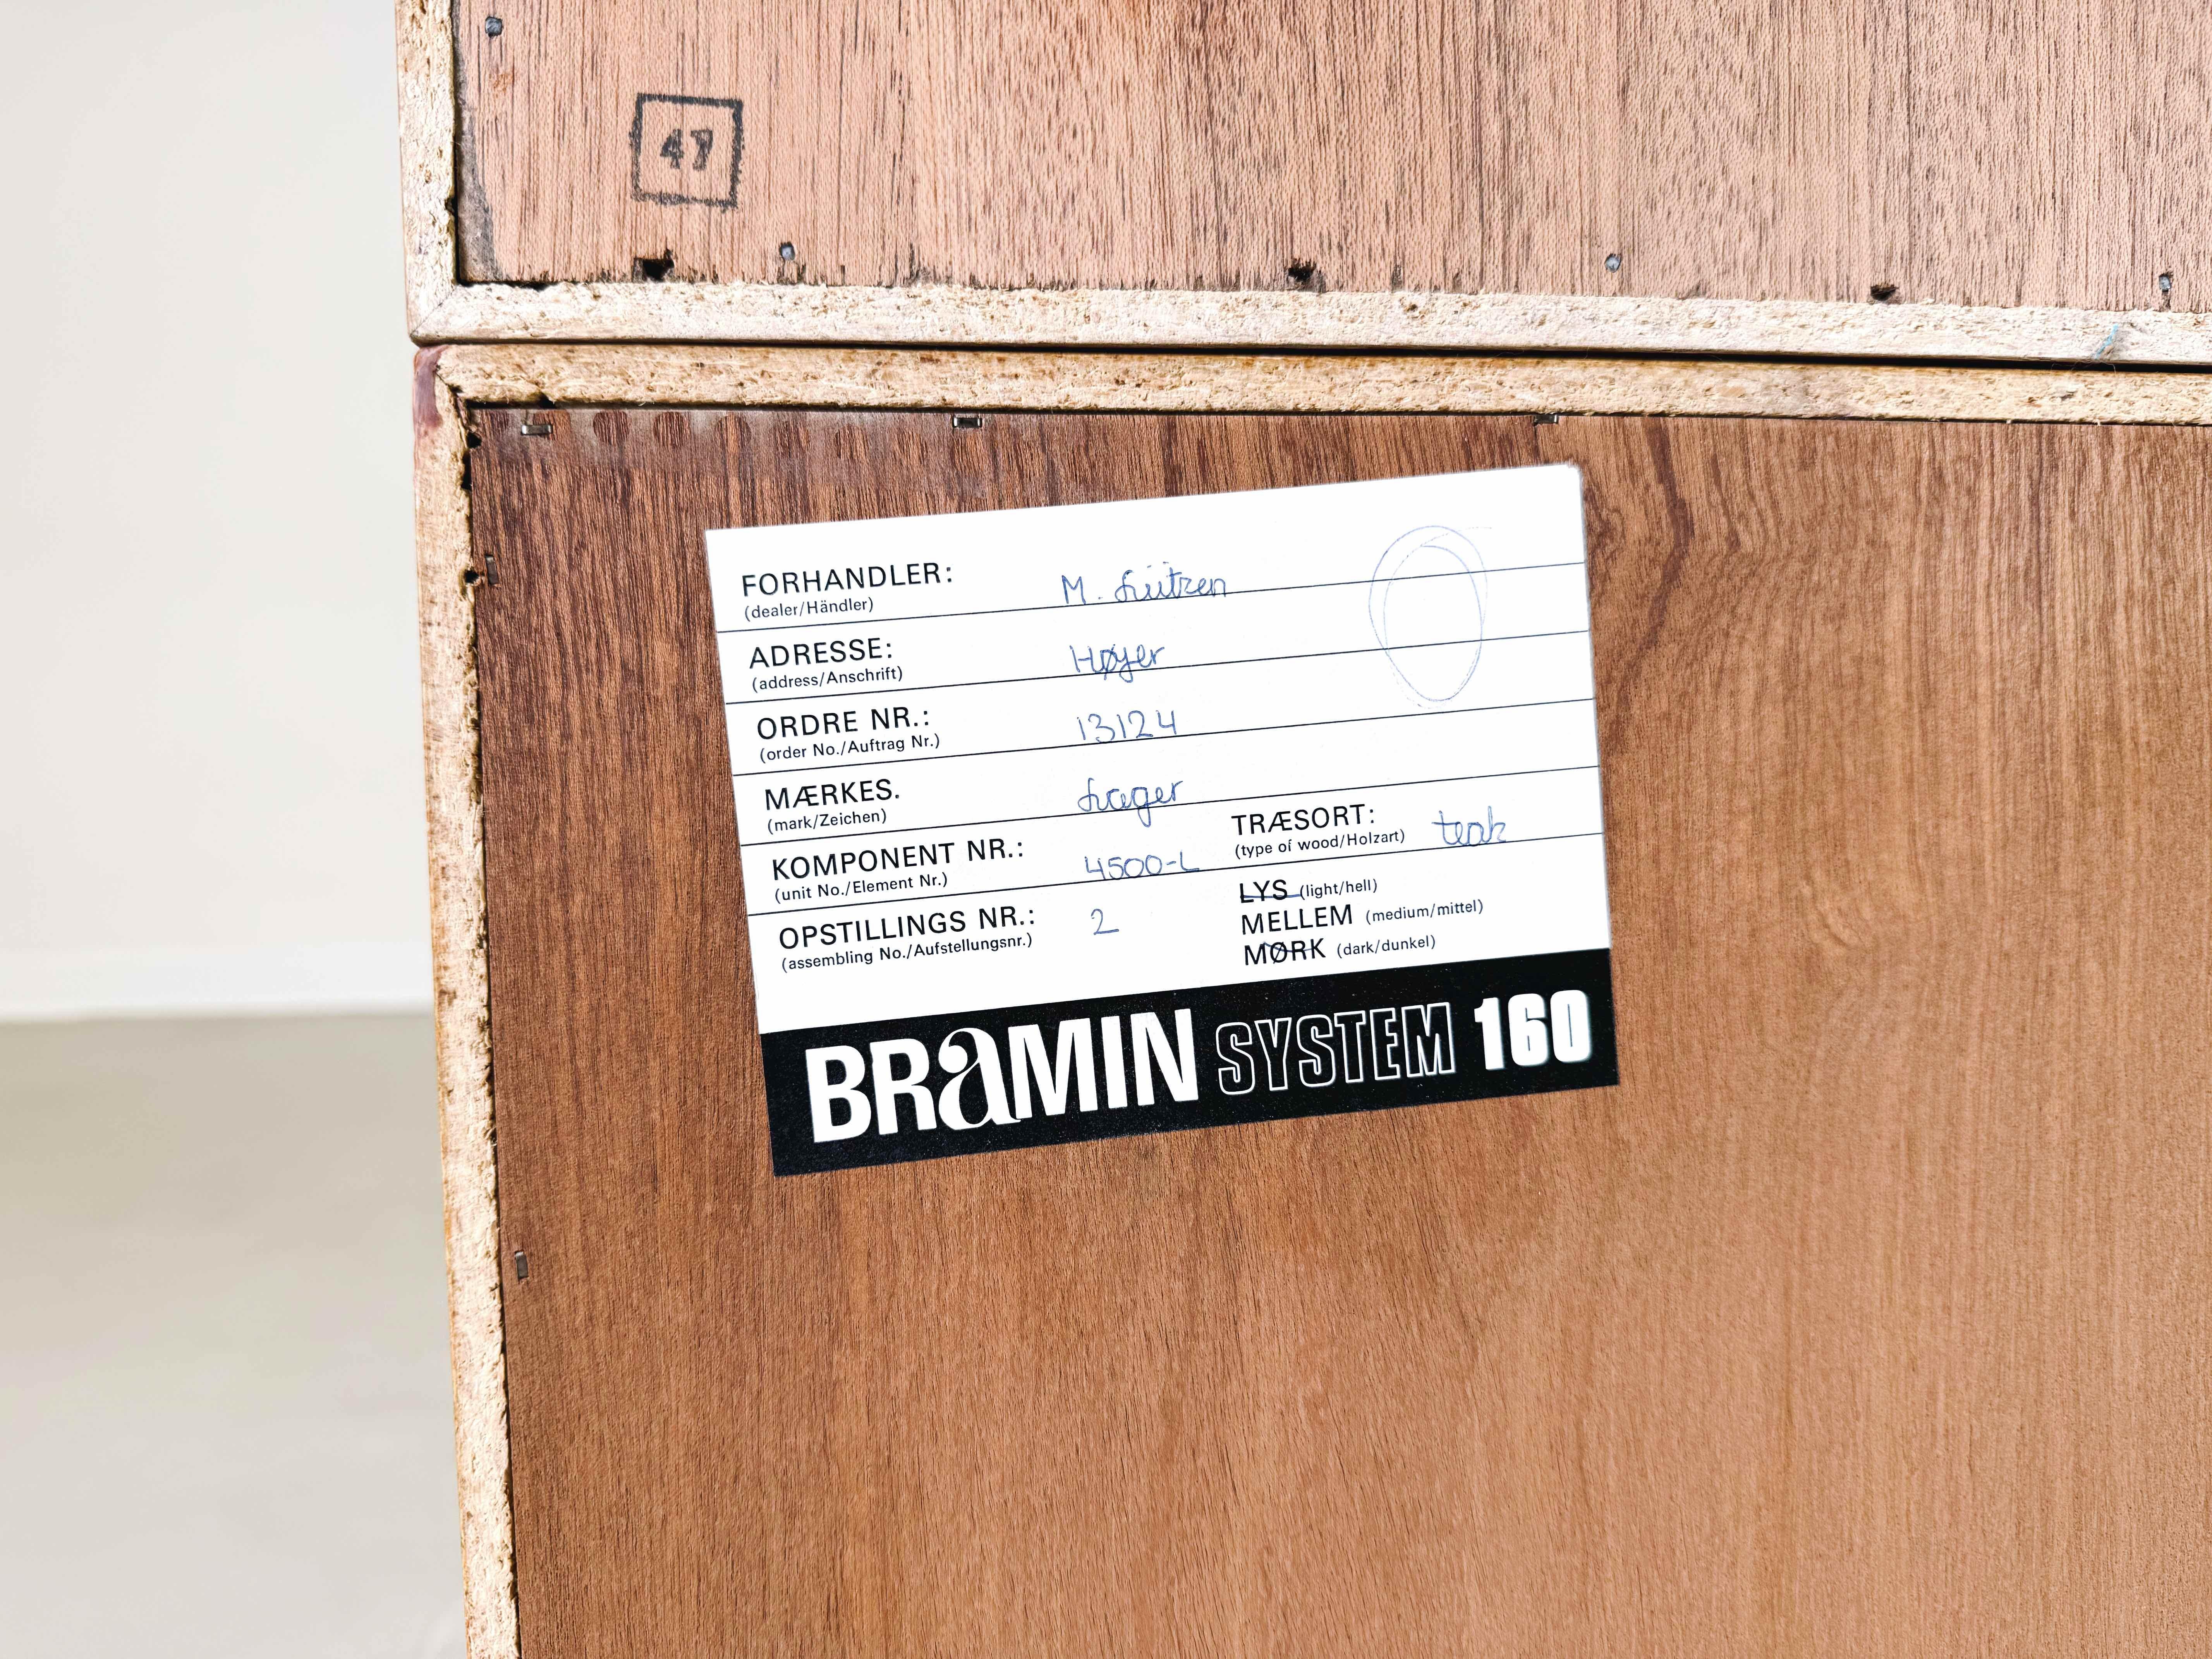 47
FORHANDLER: M. Lützen
(dealer/Händler)
ADRESSE: Højer
(address/Anschrift)
ORDRE NR.: 13124
(order No./Auftrag Nr.)
MÆRKES. Lager
(mark/Zeichen)
TRÆSORT: teak
(type of wood/Holzart)
KOMPONENT NR.: 4500-L
(unit No./Element Nr.)
LYS (light/hell)
OPSTILLINGS NR.: 2
(assembling No./Aufstellungsnr.)
MELLEM (medium/mittel)
MØRK (dark/dunkel)
BRaMIN SYSTEM 160